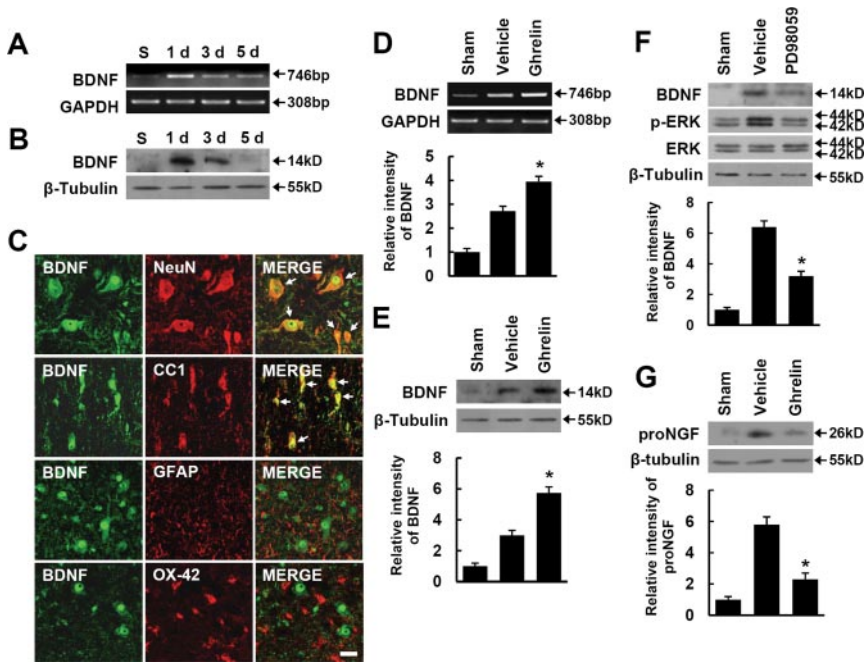 A
S 1 d 3 d 5 d
BDNF ←746bp
GAPDH ←308bp
B
S 1 d 3 d 5 d
BDNF ←14kD
β-Tubulin ←55kD
C
BDNF NeuN MERGE
BDNF CC1 MERGE
BDNF GFAP MERGE
BDNF OX-42 MERGE
D
Sham Vehicle Ghrelin
BDNF ←746bp
GAPDH ←308bp
Relative intensity
of BDNF
5
4
3
2
1
0
*
E
Sham Vehicle Ghrelin
BDNF ←14kD
β-Tubulin ←55kD
Relative intensity
of BDNF
8
6
4
2
0
*
F
Sham Vehicle PD98059
BDNF ←14kD
p-ERK ←44kD
←42kD
ERK ←44kD
←42kD
β-Tubulin ←55kD
Relative intensity
of BDNF
8
6
4
2
0
*
G
Sham Vehicle Ghrelin
proNGF ←26kD
β-tubulin ←55kD
Relative intensity of
proNGF
8
6
4
2
0
*